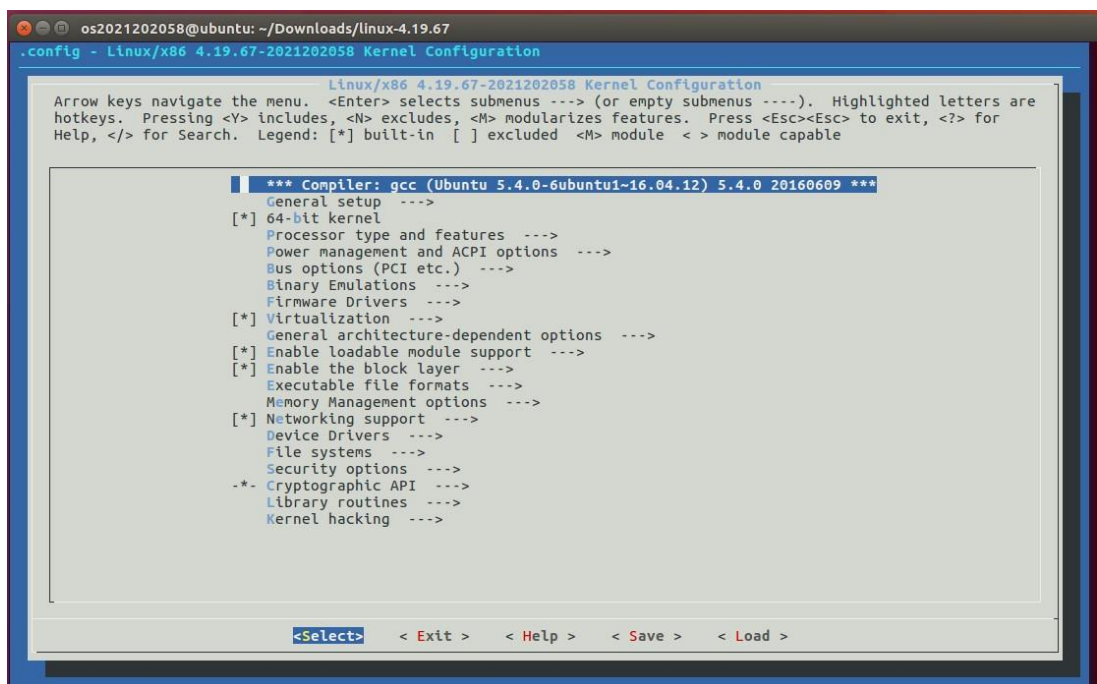 os2021202058@ubuntu: ~/Downloads/linux-4.19.67
.config - Linux/x86 4.19.67-2021202058 Kernel Configuration
Linux/x86 4.19.67-2021202058 Kernel Configuration
Arrow keys navigate the menu.  <Enter> selects submenus ---> (or empty submenus ----).  Highlighted letters are
hotkeys.  Pressing <Y> includes, <N> excludes, <M> modularizes features.  Press <Esc><Esc> to exit, <?> for
Help, </> for Search.  Legend: [*] built-in  [ ] excluded  <M> module  < > module capable
*** Compiler: gcc (Ubuntu 5.4.0-6ubuntu1~16.04.12) 5.4.0 20160609 ***
General setup  --->
[*] 64-bit kernel
Processor type and features  --->
Power management and ACPI options  --->
Bus options (PCI etc.)  --->
Binary Emulations  --->
Firmware Drivers  --->
[*] Virtualization  --->
General architecture-dependent options  --->
[*] Enable loadable module support  --->
[*] Enable the block layer  --->
Executable file formats  --->
Memory Management options  --->
[*] Networking support  --->
Device Drivers  --->
File systems  --->
Security options  --->
-*- Cryptographic API  --->
Library routines  --->
Kernel hacking  --->
<Select>    < Exit >    < Help >    < Save >    < Load >